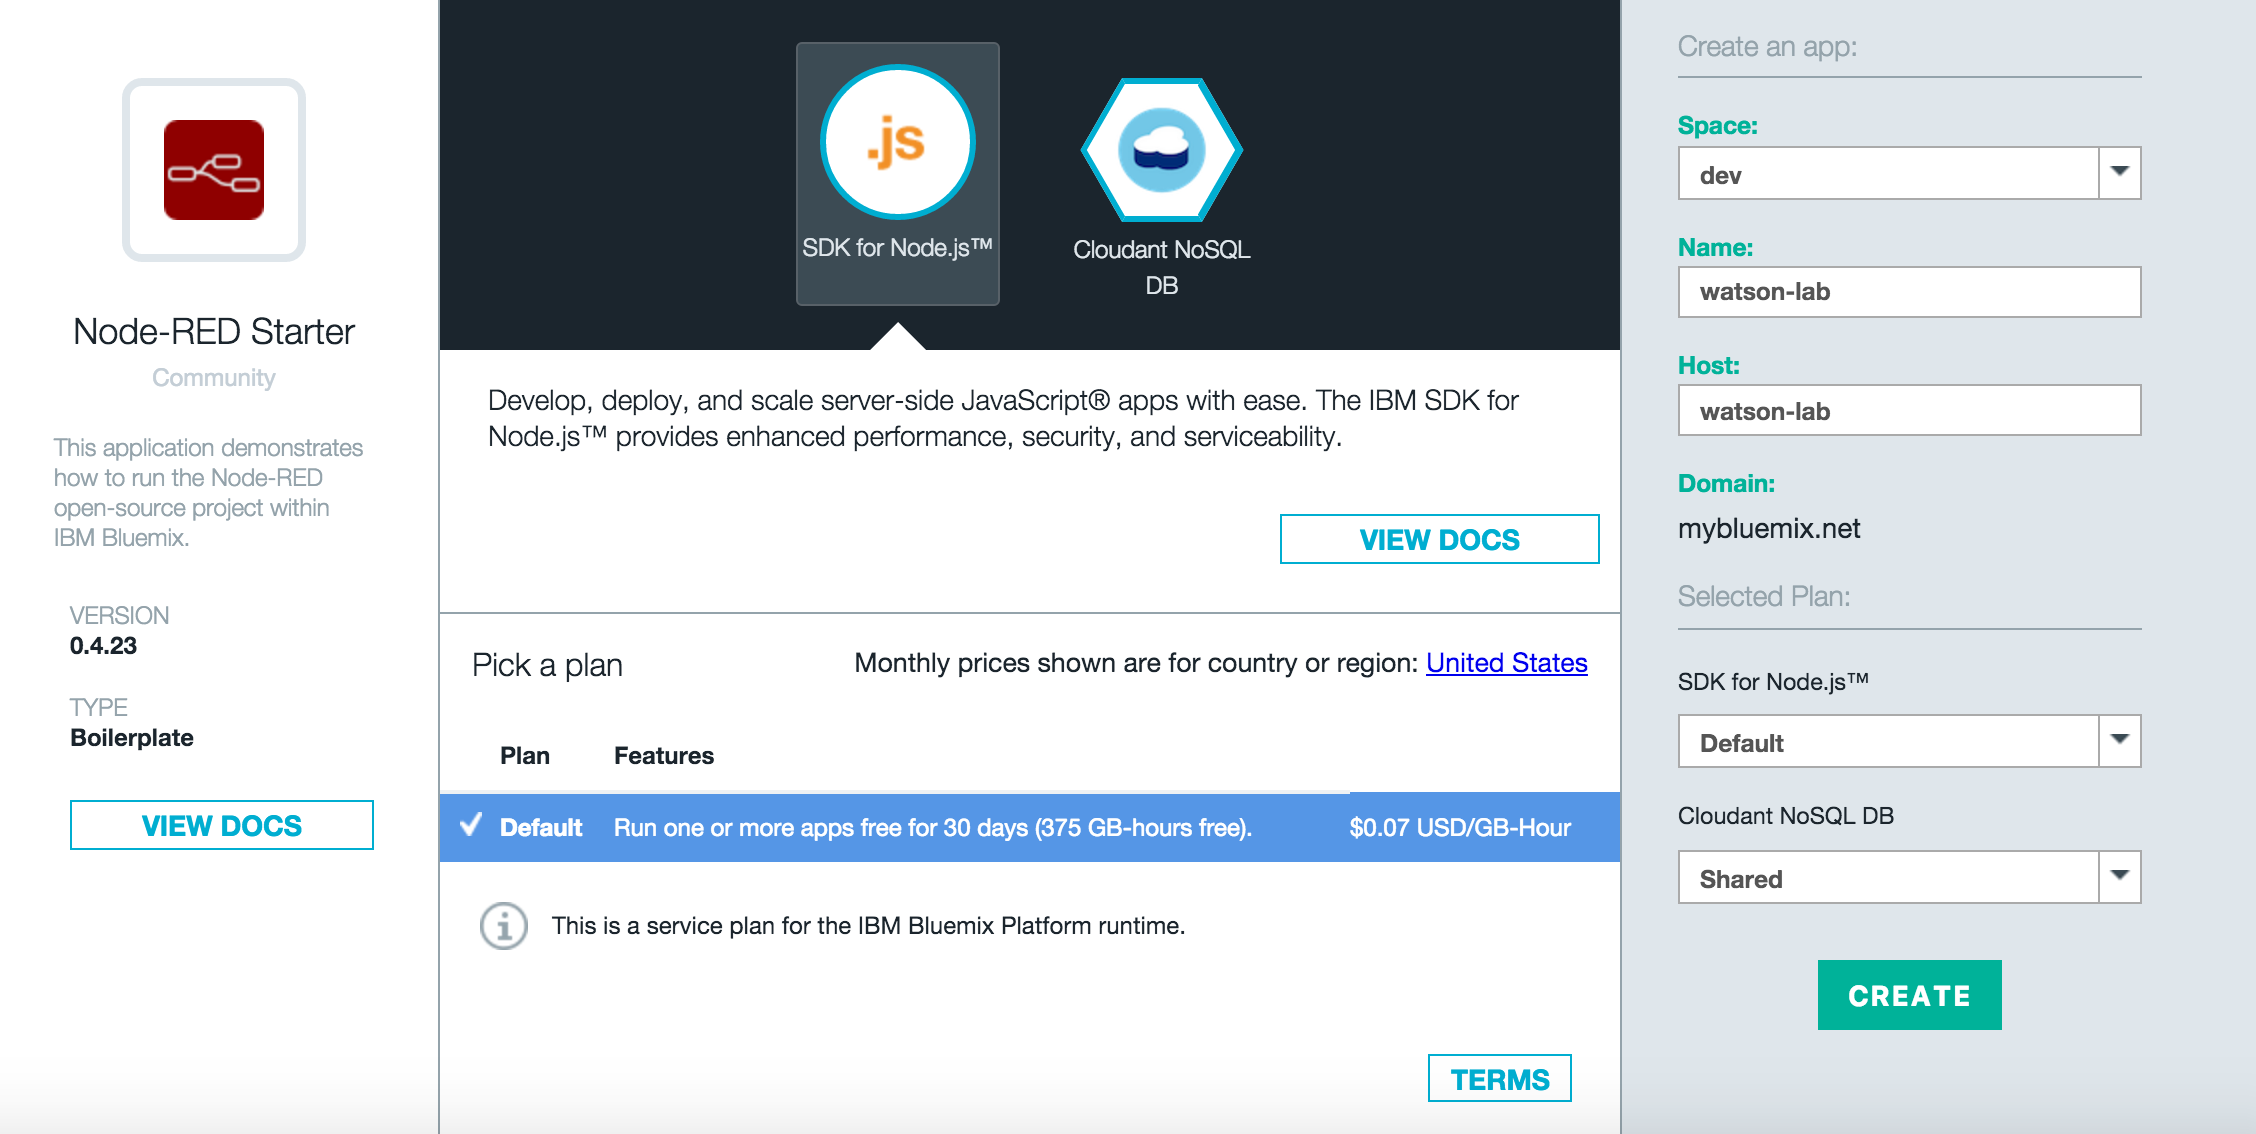 Node-RED Starter
Community
This application demonstrates
how to run the Node-RED
open-source project within
IBM Bluemix.
VERSION
0.4.23
TYPE
Boilerplate
VIEW DOCS
.js
SDK for Node.js™
Cloudant NoSQL
DB
Develop, deploy, and scale server-side JavaScript® apps with ease. The IBM SDK for
Node.js™ provides enhanced performance, security, and serviceability.
VIEW DOCS
Pick a plan
Monthly prices shown are for country or region: United States
Plan Features
Default Run one or more apps free for 30 days (375 GB-hours free). $0.07 USD/GB-Hour
This is a service plan for the IBM Bluemix Platform runtime.
TERMS
Create an app:
Space:
dev
Name:
watson-lab
Host:
watson-lab
Domain:
mybluemix.net
Selected Plan:
SDK for Node.js™
Default
Cloudant NoSQL DB
Shared
CREATE